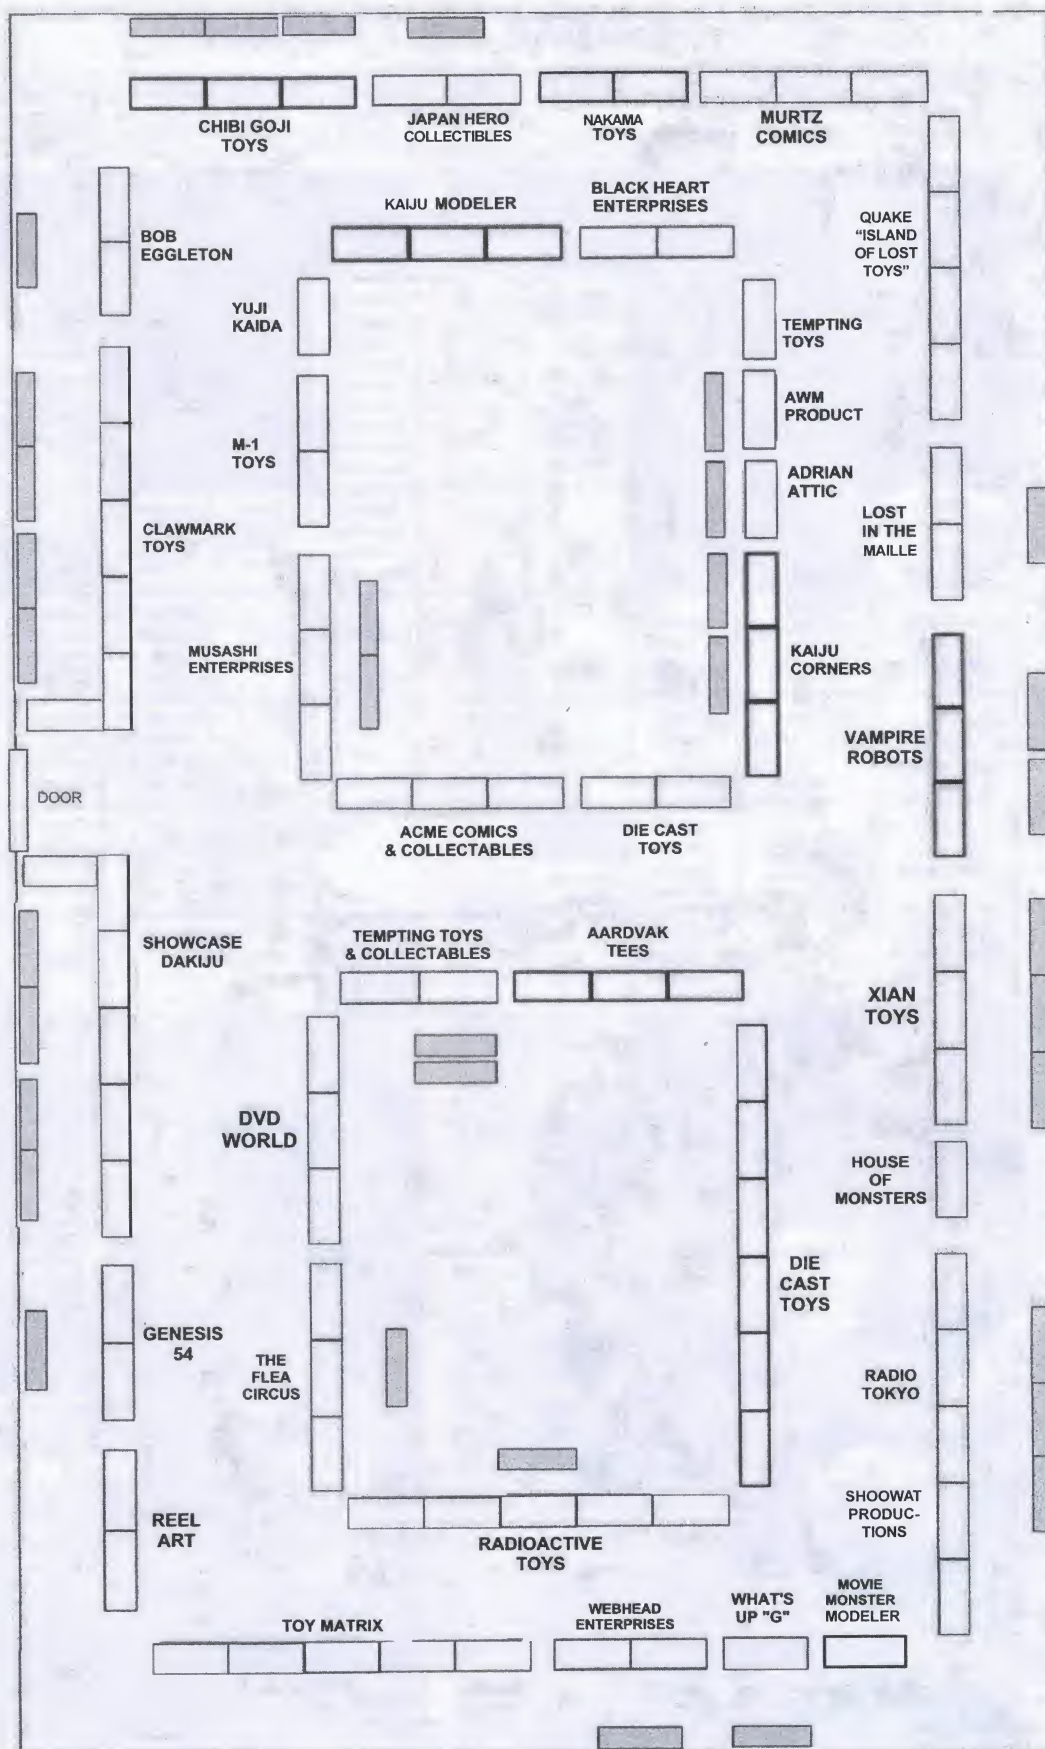 CHIBI GOJI
TOYS
JAPAN HERO
COLLECTIBLES
NAKAMA
TOYS
MURTZ
COMICS
BOB
EGGLETON
KAIJU MODELER
BLACK HEART
ENTERPRISES
QUAKE
"ISLAND
OF LOST
TOYS"
YUJI
KAIDA
TEMPTING
TOYS
M-1
TOYS
AWM
PRODUCT
ADRIAN
ATTIC
CLAWMARK
TOYS
LOST
IN THE
MAILLE
MUSASHI
ENTERPRISES
KAIJU
CORNERS
VAMPIRE
ROBOTS
DOOR
ACME COMICS
& COLLECTABLES
DIE CAST
TOYS
SHOWCASE
DAKIJU
TEMPTING TOYS
& COLLECTABLES
AARDVAK
TEES
XIAN
TOYS
DVD
WORLD
HOUSE
OF
MONSTERS
DIE
CAST
TOYS
GENESIS
54
THE
FLEA
CIRCUS
RADIO
TOKYO
REEL
ART
SHOOWAT
PRODUC-
TIONS
RADIOACTIVE
TOYS
TOY MATRIX
WEBHEAD
ENTERPRISES
WHAT'S
UP "G"
MOVIE
MONSTER
MODELER